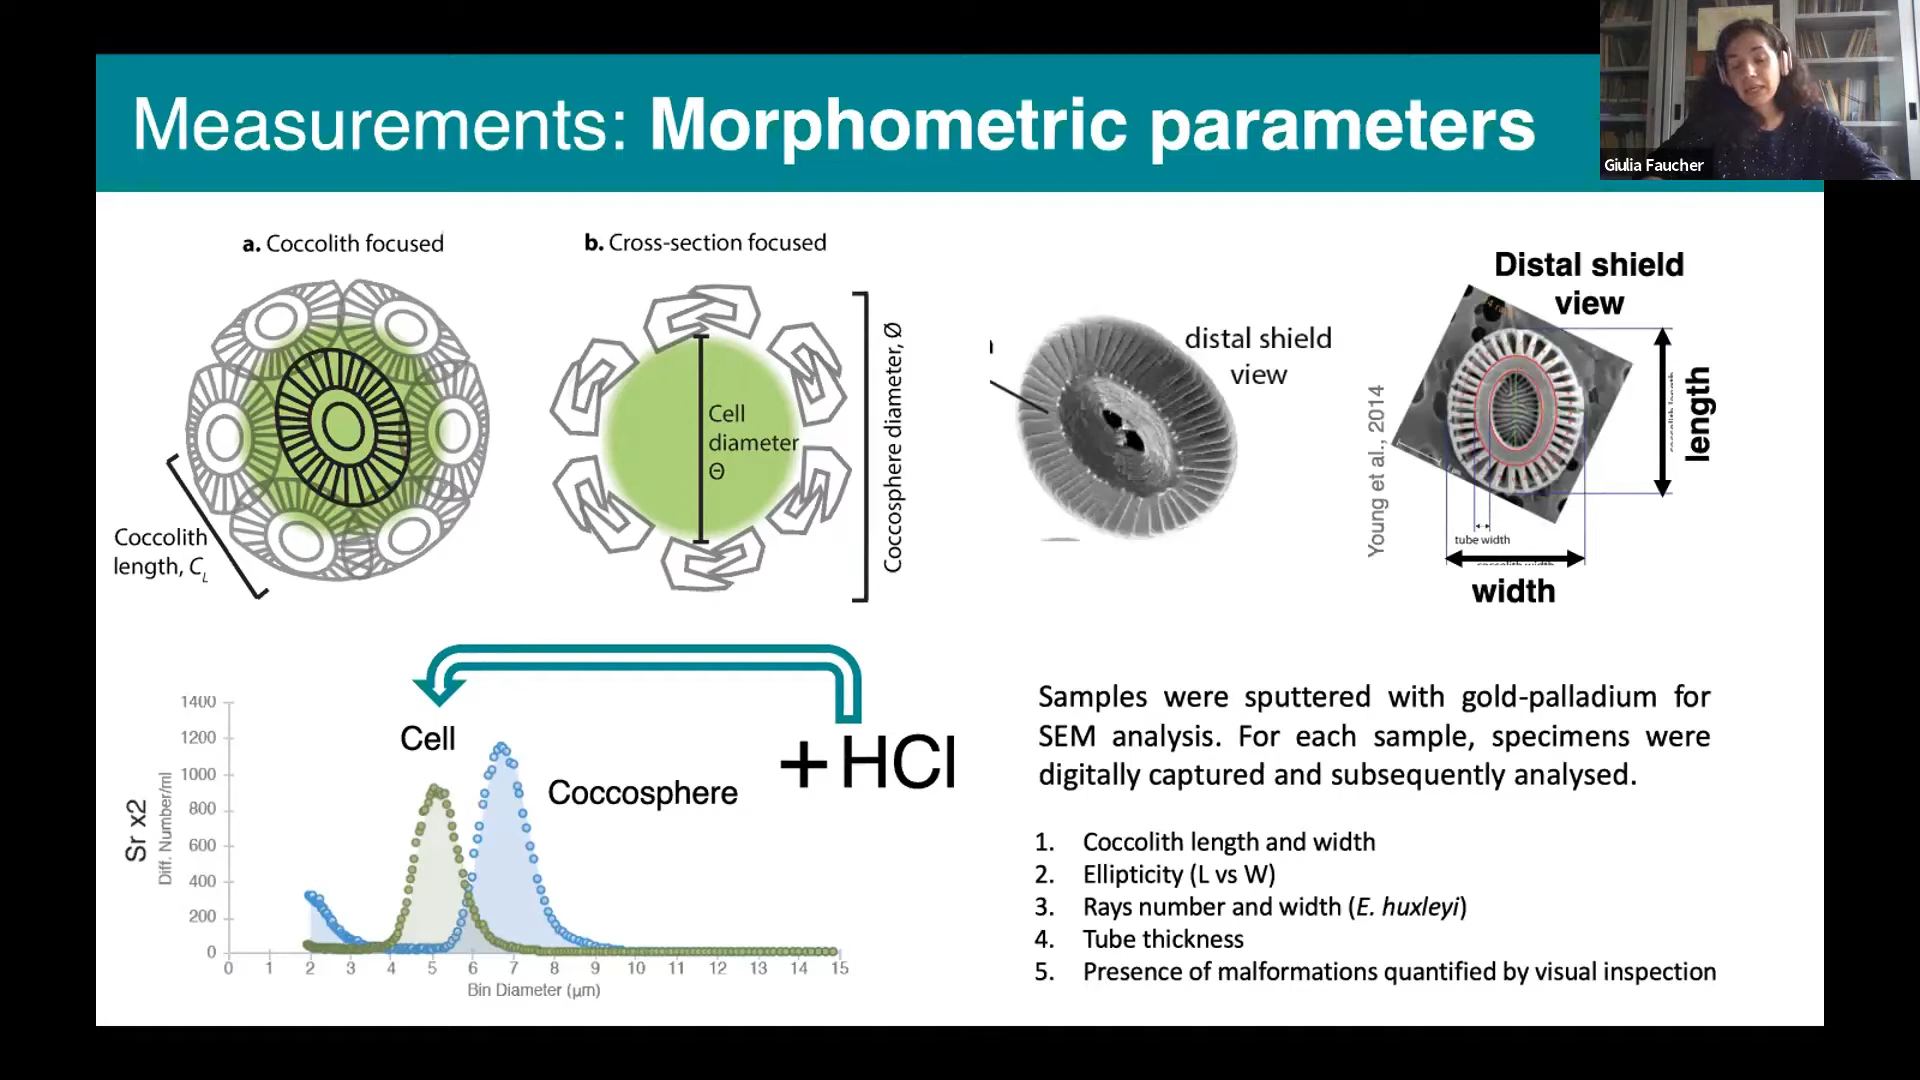 Measurements: Morphometric parameters
Giulia Faucher
a. Coccolith focused
b. Cross-section focused
Coccolith
length, CL
Cell
diameter
Θ
Coccosphere diameter, Ø
distal shield
view
Young et al., 2014
Distal shield
view
length
tube width
width
Cell
Coccosphere
+ HCl
Sr x2
Diff. Number/ml
1400
1200
1000
800
600
400
200
0
0 1 2 3 4 5 6 7 8 9 10 11 12 13 14 15
Bin Diameter (µm)
Samples were sputtered with gold-palladium for
SEM analysis. For each sample, specimens were
digitally captured and subsequently analysed.
1. Coccolith length and width
2. Ellipticity (L vs W)
3. Rays number and width (E. huxleyi)
4. Tube thickness
5. Presence of malformations quantified by visual inspection